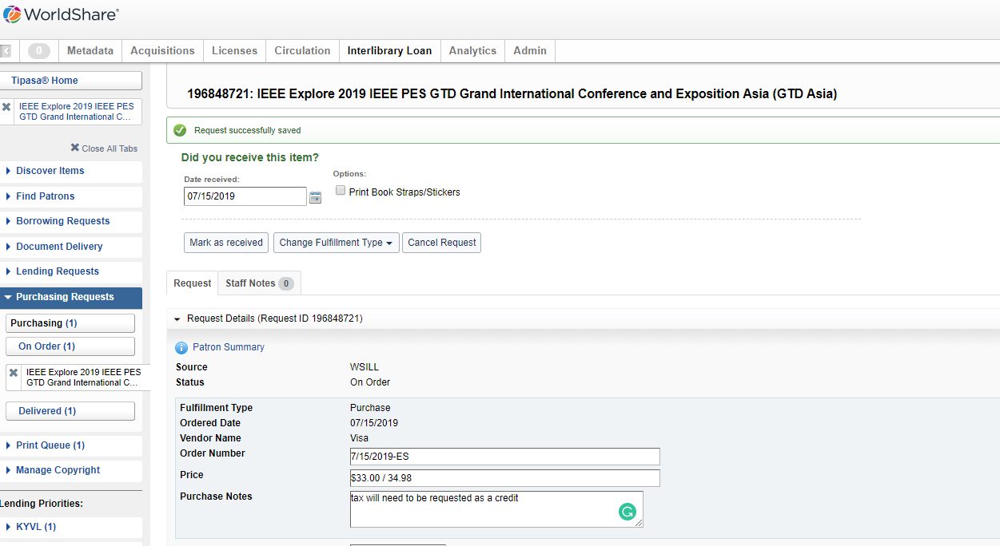 WorldShare®
0
Metadata
Acquisitions
Licenses
Circulation
Interlibrary Loan
Analytics
Admin
Tipasa® Home
IEEE Explore 2019 IEEE PES
GTD Grand International C...
Close All Tabs
Discover Items
Find Patrons
Borrowing Requests
Document Delivery
Lending Requests
Purchasing Requests
Purchasing (1)
On Order (1)
IEEE Explore 2019 IEEE PES
GTD Grand International C...
Delivered (1)
Print Queue (1)
Manage Copyright
Lending Priorities:
KYVL (1)
196848721: IEEE Explore 2019 IEEE PES GTD Grand International Conference and Exposition Asia (GTD Asia)
Request successfully saved
Did you receive this item?
Date received:
07/15/2019
Options:
Print Book Straps/Stickers
Mark as received
Change Fulfillment Type
Cancel Request
Request
Staff Notes 0
Request Details (Request ID 196848721)
Patron Summary
Source WSILL
Status On Order
Fulfillment Type Purchase
Ordered Date 07/15/2019
Vendor Name Visa
Order Number 7/15/2019-ES
Price $33.00 / 34.98
Purchase Notes tax will need to be requested as a credit